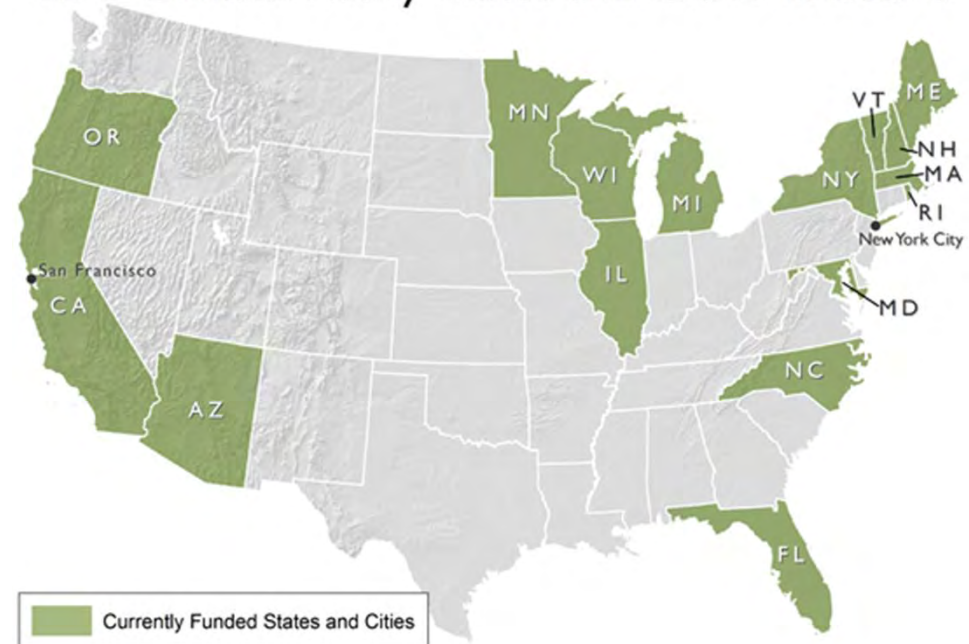 OR
MN
VT
ME
WI
MI
NY
NH
MA
RI
New York City
San Francisco
CA
IL
MD
AZ
NC
FL
Currently Funded States and Cities